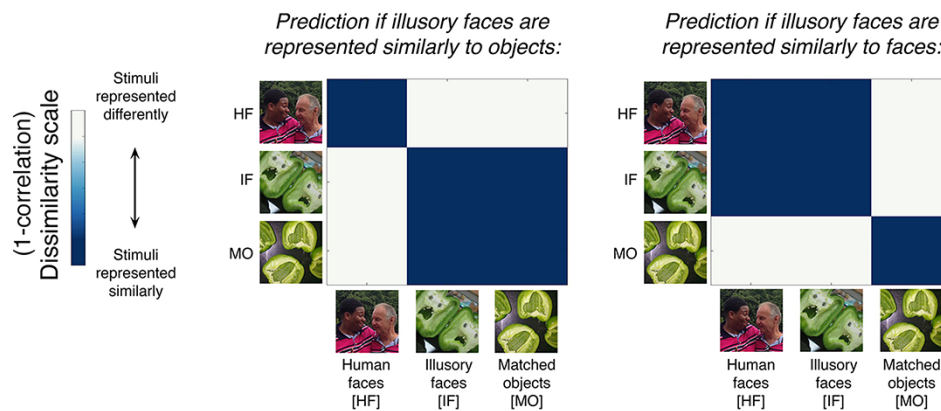 Prediction if illusory faces are
represented similarly to objects:
Prediction if illusory faces are
represented similarly to faces:
(1-correlation)
Dissimilarity scale
Stimuli
represented
differently
Stimuli
represented
similarly
HF
IF
MO
Human
faces
[HF]
Illusory
faces
[IF]
Matched
objects
[MO]
HF
IF
MO
Human
faces
[HF]
Illusory
faces
[IF]
Matched
objects
[MO]